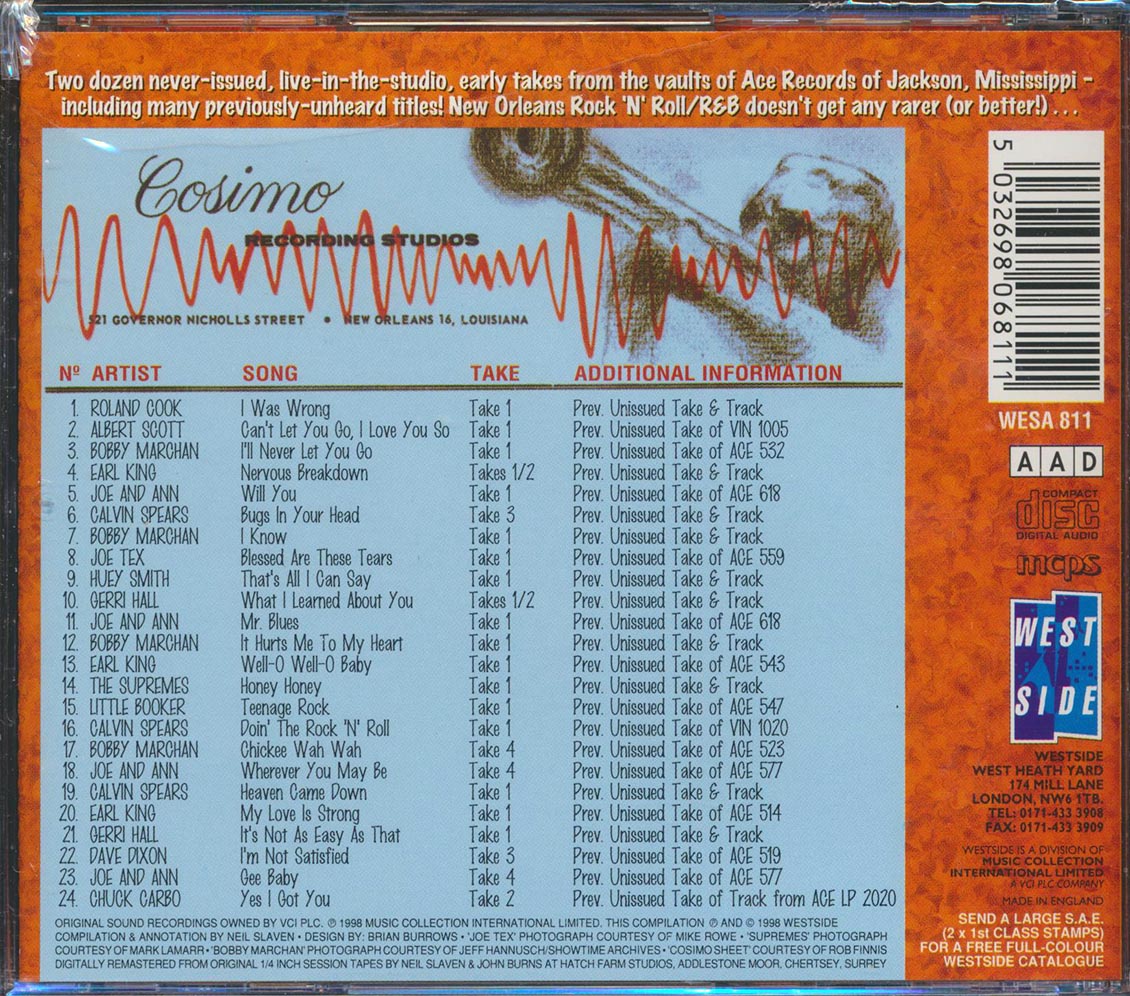 Two dozen never-issued, live-in-the-studio, early takes from the vaults of Ace Records of Jackson, Mississippi -
including many previously-unheard titles! New Orleans Rock 'N' Roll/R&B doesn't get any rarer (or better!) . . .
Cosimo
RECORDING STUDIOS
521 GOVERNOR NICHOLLS STREET • NEW ORLEANS 16, LOUISIANA
Nº ARTIST SONG TAKE ADDITIONAL INFORMATION
1. ROLAND COOK I Was Wrong Take 1 Prev. Unissued Take & Track
2. ALBERT SCOTT Can't Let You Go, I Love You So Take 1 Prev. Unissued Take of VIN 1005
3. BOBBY MARCHAN I'll Never Let You Go Take 1 Prev. Unissued Take of ACE 532
4. EARL KING Nervous Breakdown Takes 1/2 Prev. Unissued Take & Track
5. JOE AND ANN Will You Take 1 Prev. Unissued Take of ACE 618
6. CALVIN SPEARS Bugs In Your Head Take 3 Prev. Unissued Take & Track
7. BOBBY MARCHAN I Know Take 1 Prev. Unissued Take & Track
8. JOE TEX Blessed Are These Tears Take 1 Prev. Unissued Take of ACE 559
9. HUEY SMITH That's All I Can Say Take 1 Prev. Unissued Take & Track
10. GERRI HALL What I Learned About You Takes 1/2 Prev. Unissued Take & Track
11. JOE AND ANN Mr. Blues Take 1 Prev. Unissued Take of ACE 618
12. BOBBY MARCHAN It Hurts Me To My Heart Take 1 Prev. Unissued Take & Track
13. EARL KING Well-O Well-O Baby Take 1 Prev. Unissued Take of ACE 543
14. THE SUPREMES Honey Honey Take 1 Prev. Unissued Take & Track
15. LITTLE BOOKER Teenage Rock Take 1 Prev. Unissued Take of ACE 547
16. CALVIN SPEARS Doin' The Rock 'N' Roll Take 1 Prev. Unissued Take of VIN 1020
17. BOBBY MARCHAN Chickee Wah Wah Take 4 Prev. Unissued Take of ACE 523
18. JOE AND ANN Wherever You May Be Take 4 Prev. Unissued Take of ACE 577
19. CALVIN SPEARS Heaven Came Down Take 1 Prev. Unissued Take & Track
20. EARL KING My Love Is Strong Take 1 Prev. Unissued Take of ACE 514
21. GERRI HALL It's Not As Easy As That Take 1 Prev. Unissued Take & Track
22. DAVE DIXON I'm Not Satisfied Take 3 Prev. Unissued Take of ACE 519
23. JOE AND ANN Gee Baby Take 4 Prev. Unissued Take of ACE 577
24. CHUCK CARBO Yes I Got You Take 2 Prev. Unissued Take of Track from ACE LP 2020
ORIGINAL SOUND RECORDINGS OWNED BY VCI PLC. ℗ 1998 MUSIC COLLECTION INTERNATIONAL LIMITED. THIS COMPILATION ℗ AND © 1998 WESTSIDE
COMPILATION & ANNOTATION BY NEIL SLAVEN • DESIGN BY: BRIAN BURROWS • 'JOE TEX' PHOTOGRAPH COURTESY OF MIKE ROWE • 'SUPREMES' PHOTOGRAPH
COURTESY OF MARK LAMARR • 'BOBBY MARCHAN' PHOTOGRAPH COURTESY OF JEFF HANNUSCH/SHOWTIME ARCHIVES • 'COSIMO SHEET' COURTESY OF ROB FINNIS
DIGITALLY REMASTERED FROM ORIGINAL 1/4 INCH SESSION TAPES BY NEIL SLAVEN & JOHN BURNS AT HATCH FARM STUDIOS, ADDLESTONE MOOR, CHERTSEY, SURREY
5 032698 068111
WESA 811
AAD
COMPACT
disc
DIGITAL AUDIO
mcps
WEST
SIDE
WESTSIDE
WEST HEATH YARD
174 MILL LANE
LONDON, NW6 1TB.
TEL: 0171-433 3908
FAX: 0171-433 3909
WESTSIDE IS A DIVISION OF
MUSIC COLLECTION
INTERNATIONAL LIMITED
A VCI PLC COMPANY
MADE IN ENGLAND
SEND A LARGE S.A.E.
(2 x 1st CLASS STAMPS)
FOR A FREE FULL-COLOUR
WESTSIDE CATALOGUE